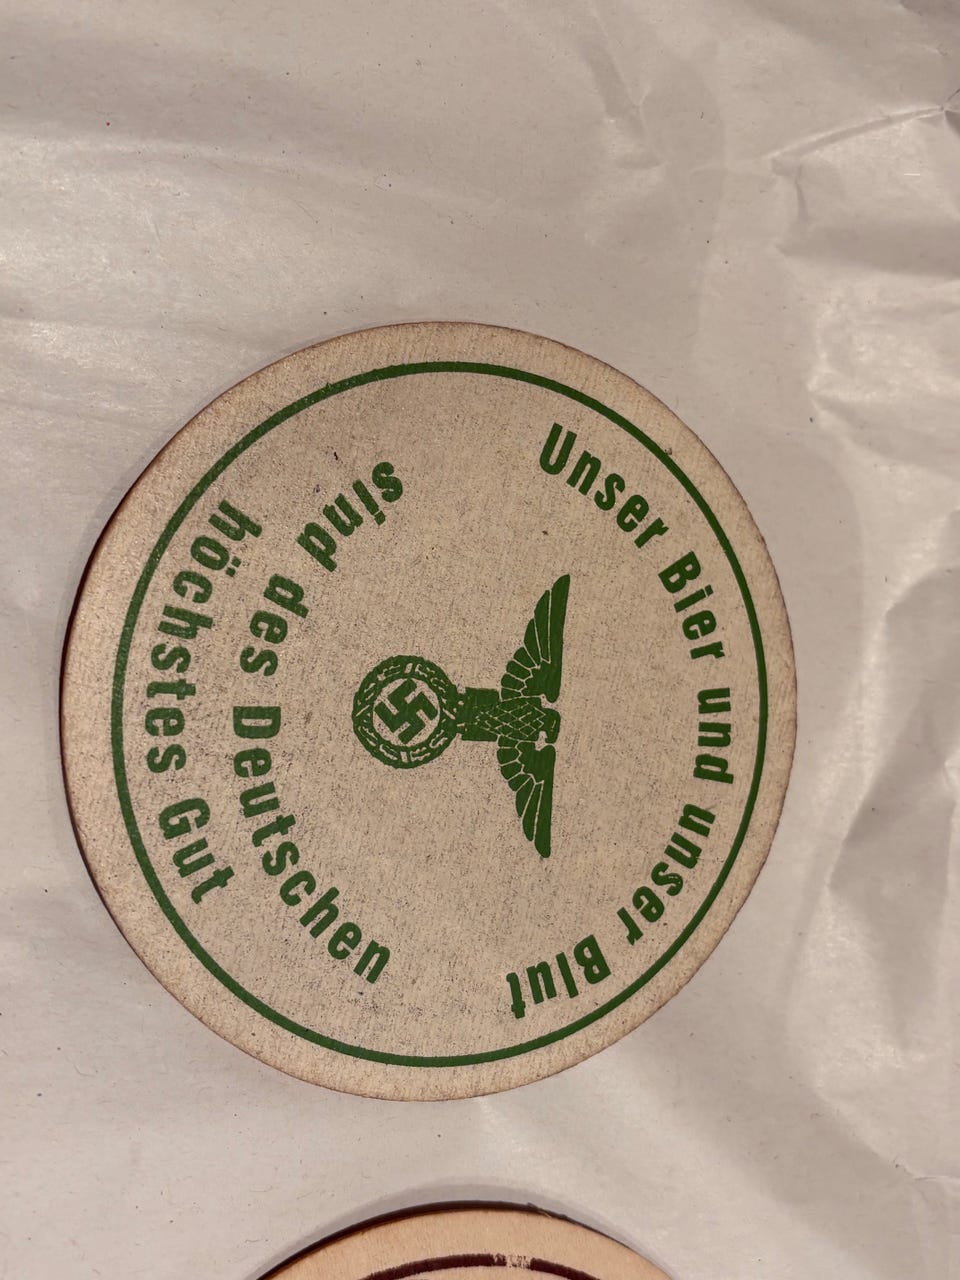 Unser Bier und unser Blut
sind des Deutschen
höchstes Gut